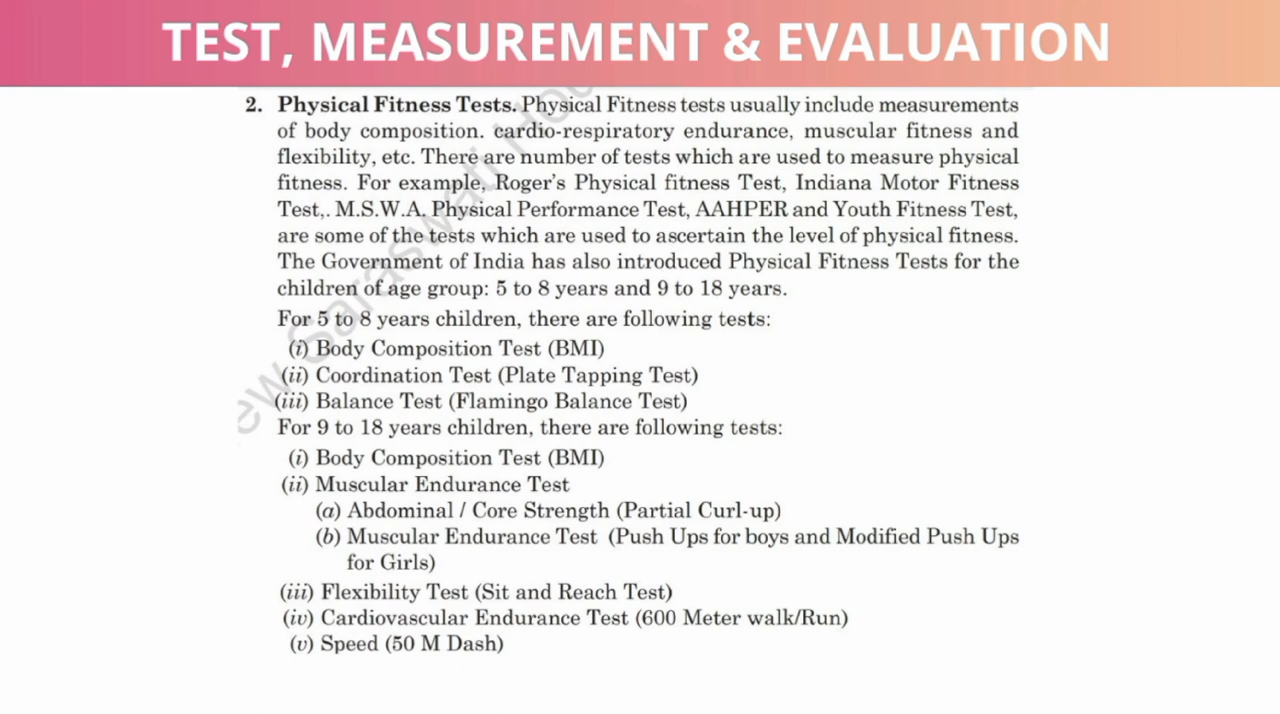 TEST, MEASUREMENT & EVALUATION
2. Physical Fitness Tests. Physical Fitness tests usually include measurements
of body composition. cardio-respiratory endurance, muscular fitness and
flexibility, etc. There are number of tests which are used to measure physical
fitness. For example, Roger's Physical fitness Test, Indiana Motor Fitness
Test,. M.S.W.A. Physical Performance Test, AAHPER and Youth Fitness Test,
are some of the tests which are used to ascertain the level of physical fitness.
The Government of India has also introduced Physical Fitness Tests for the
children of age group: 5 to 8 years and 9 to 18 years.
For 5 to 8 years children, there are following tests:
(i) Body Composition Test (BMI)
(ii) Coordination Test (Plate Tapping Test)
(iii) Balance Test (Flamingo Balance Test)
For 9 to 18 years children, there are following tests:
(i) Body Composition Test (BMI)
(ii) Muscular Endurance Test
(a) Abdominal / Core Strength (Partial Curl-up)
(b) Muscular Endurance Test (Push Ups for boys and Modified Push Ups
for Girls)
(iii) Flexibility Test (Sit and Reach Test)
(iv) Cardiovascular Endurance Test (600 Meter walk/Run)
(v) Speed (50 M Dash)
ew Saraswati Hou